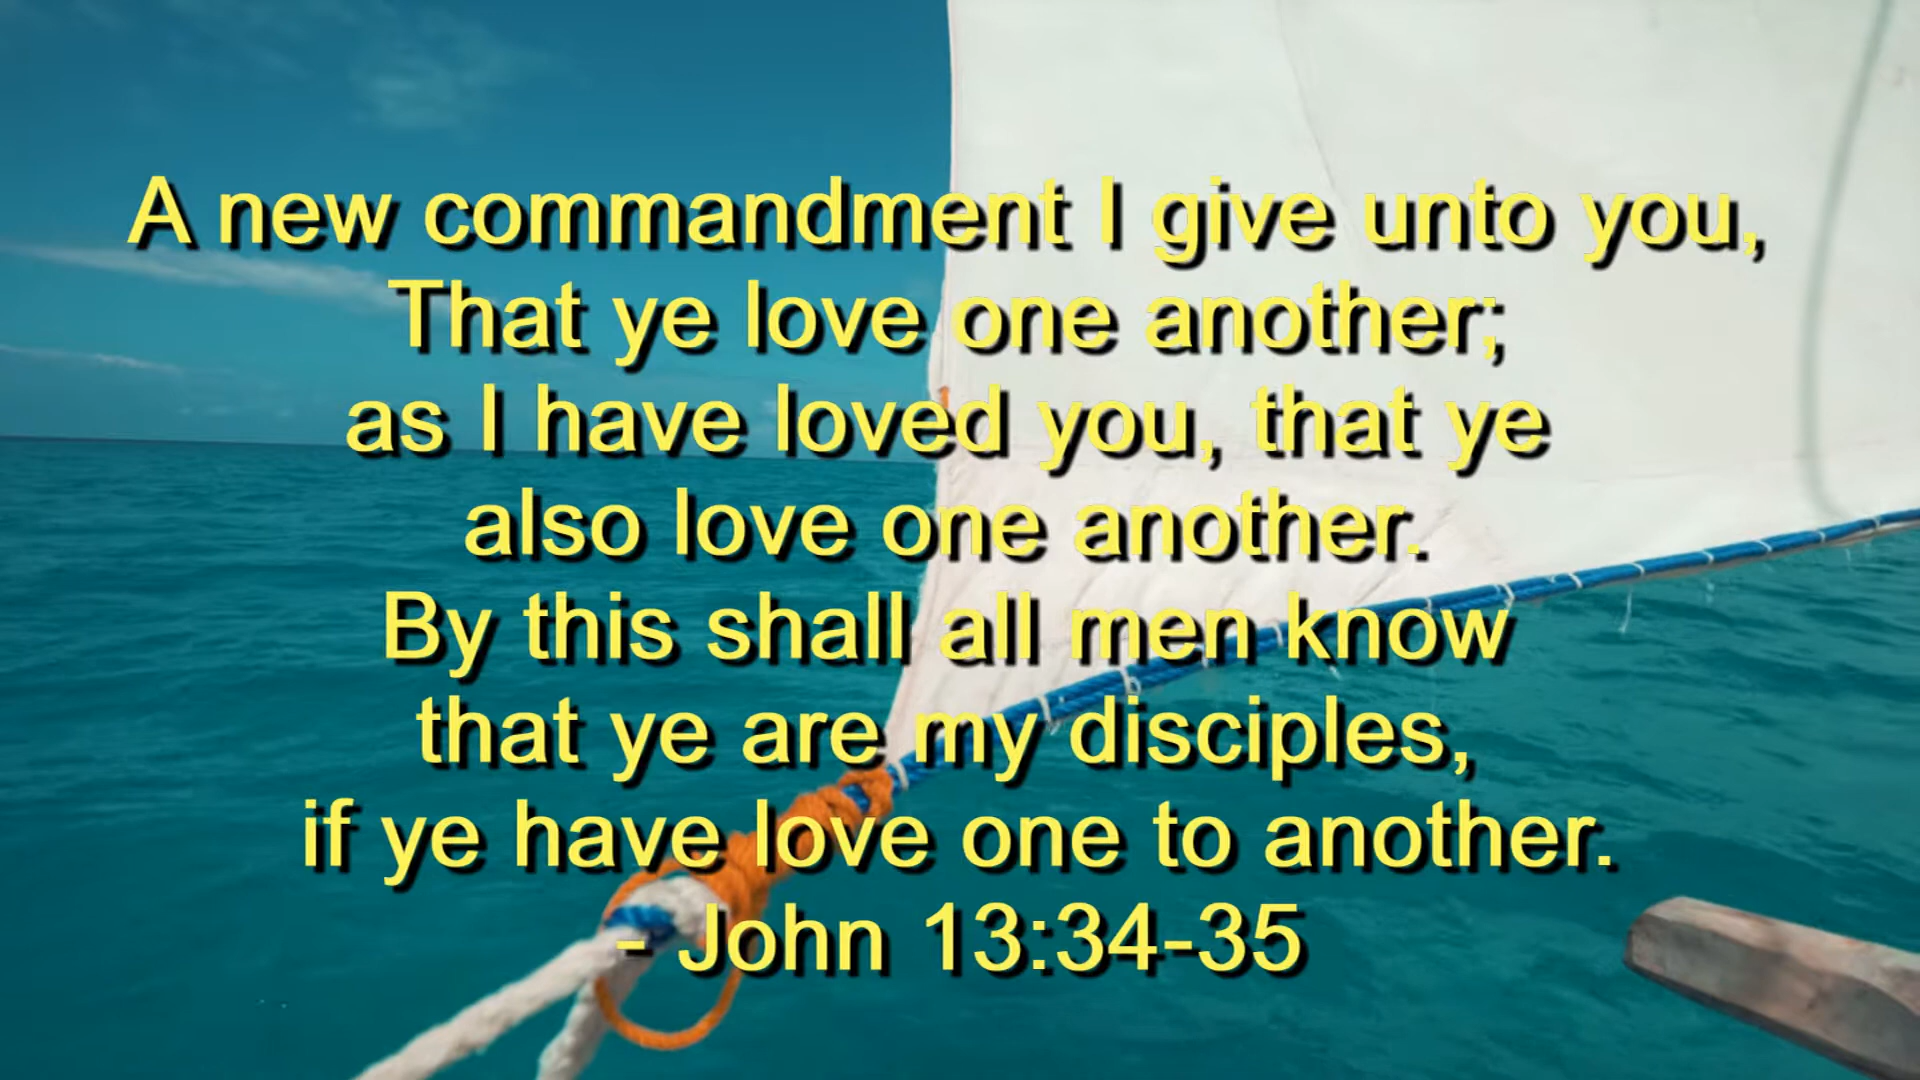 A new commandment I give unto you,
That ye love one another;
as I have loved you, that ye
also love one another.
By this shall all men know
that ye are my disciples,
if ye have love one to another.
- John 13:34-35